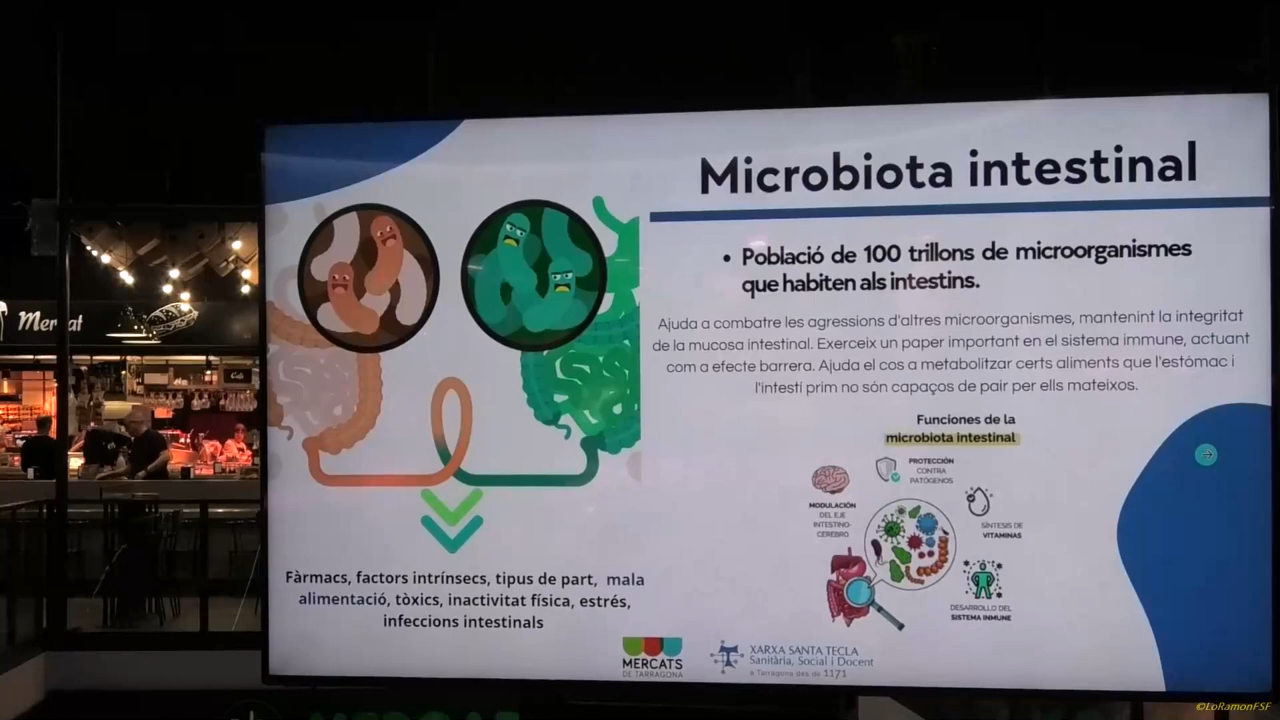 Microbiota intestinal
• Població de 100 trillons de microorganismes
que habiten als intestins.
Ajuda a combatre les agressions d'altres microorganismes, mantenint la integritat
de la mucosa intestinal. Exerceix un paper important en el sistema immune, actuant
com a efecte barrera. Ajuda el cos a metabolitzar certs aliments que l'estómac i
l'intestí prim no són capaços de pair per ells mateixos.
Funciones de la
microbiota intestinal
PROTECCIÓN
CONTRA
PATÓGENOS
MODULACIÓN
DEL EJE
INTESTINO-
CEREBRO
SÍNTESIS DE
VITAMINAS
DESARROLLO DEL
SISTEMA INMUNE
Fàrmacs, factors intrínsecs, tipus de part, mala
alimentació, tòxics, inactivitat física, estrés,
infeccions intestinals
MERCATS
DE TARRAGONA
XARXA SANTA TECLA
Sanitària, Social i Docent
a Tarragona des de 1171
Mercat
©LoRamonFSF